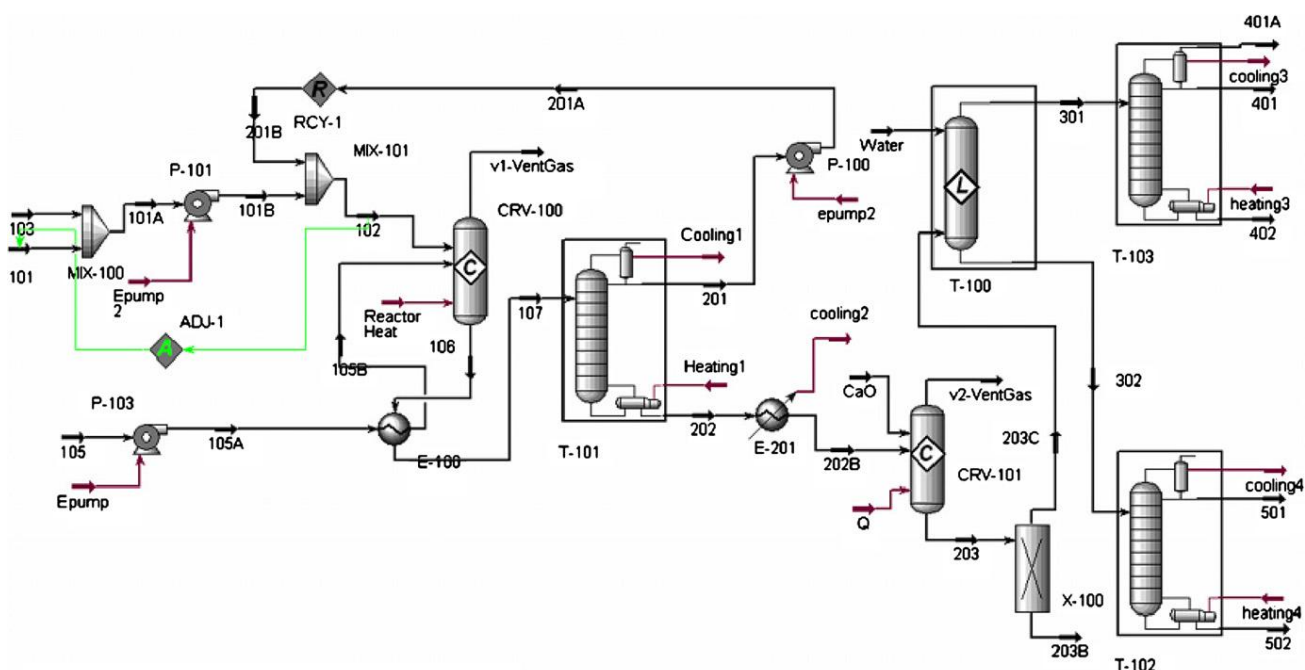 401A
cooling3
401
301
201A
R
RCY-1
201B
MIX-101
P-101
v1-VentGas
Water
P-100
L
heating3
402
T-103
101A
101B
102
CRV-100
epump2
103
101
MIX-100
Epump
2
C
Cooling1
T-100
107
201
cooling2
Reactor
Heat
ADJ-1
A
106
105B
Heating1
CaO
v2-VentGas
302
P-103
105A
105
E-100
T-101
202
E-201
202B
203C
C
CRV-101
cooling4
501
Epump
Q
203
X-100
heating4
502
203B
T-102